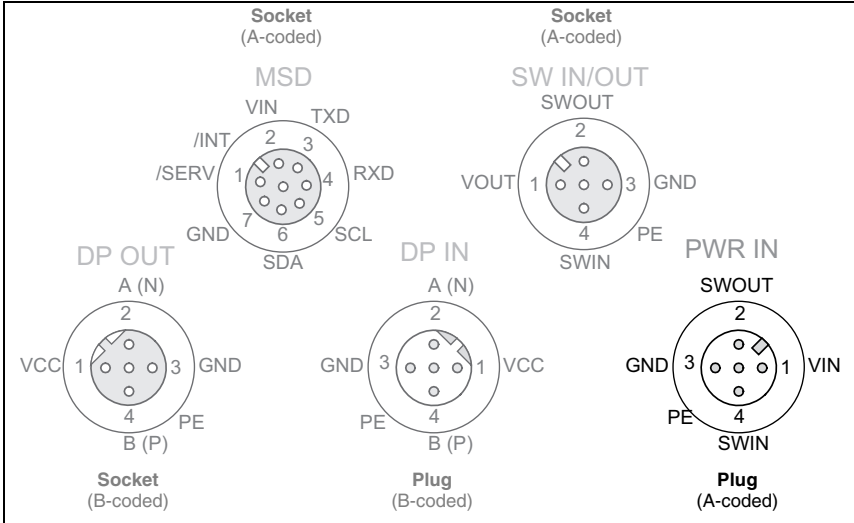 Socket
(A-coded)
MSD
VIN
TXD
/INT
2
3
/SERV
1
4
RXD
7
5
GND
6
SCL
SDA
Socket
(A-coded)
SW IN/OUT
SWOUT
2
VOUT
1
3
GND
4
PE
SWIN
DP OUT
A (N)
2
VCC
1
3
GND
4
PE
B (P)
Socket
(B-coded)
DP IN
A (N)
2
GND
3
1
VCC
PE
4
B (P)
Plug
(B-coded)
PWR IN
SWOUT
2
GND
3
1
VIN
PE
4
SWIN
Plug
(A-coded)